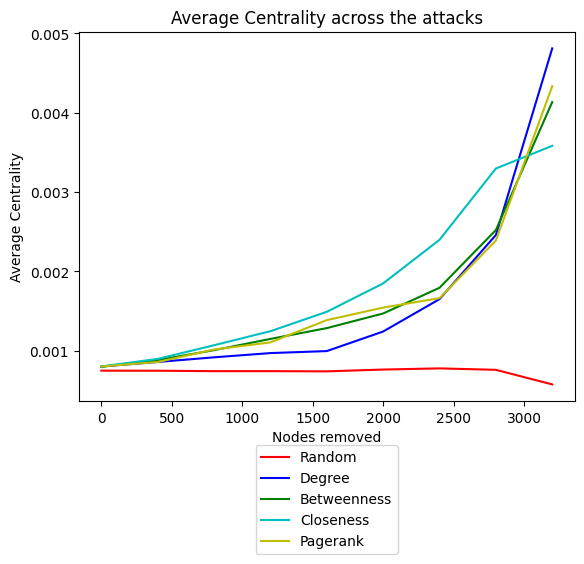 Average Centrality across the attacks
Average Centrality
0.005
0.004
0.003
0.002
0.001
0 500 1000 1500 2000 2500 3000
Nodes removed
Random
Degree
Betweenness
Closeness
Pagerank